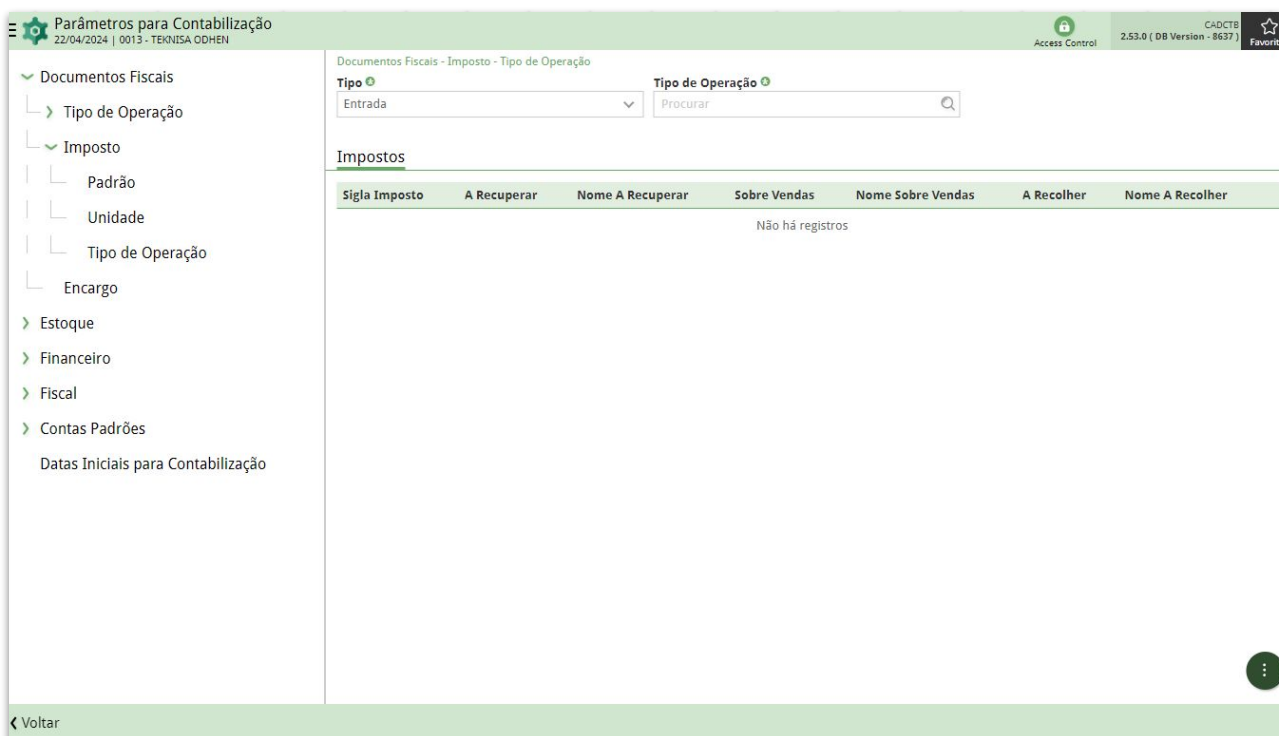 Parâmetros para Contabilização
22/04/2024 | 0013 - TEKNISA ODHEN
Access Control
CADCTB
2.53.0 ( DB Version - 8637 )
Favorit
Documentos Fiscais
Tipo de Operação
Imposto
Padrão
Unidade
Tipo de Operação
Encargo
Estoque
Financeiro
Fiscal
Contas Padrões
Datas Iniciais para Contabilização
Documentos Fiscais - Imposto - Tipo de Operação
Tipo Tipo de Operação
Entrada Procurar
Impostos
Sigla Imposto A Recuperar Nome A Recuperar Sobre Vendas Nome Sobre Vendas A Recolher Nome A Recolher
Não há registros
Voltar